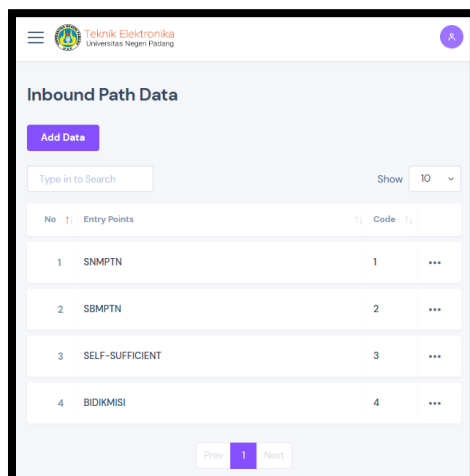 Teknik Elektronika
Universitas Negeri Padang
Inbound Path Data
Add Data
Type in to Search
Show 10
No Entry Points Code
1 SNMPTN 1
2 SBMPTN 2
3 SELF-SUFFICIENT 3
4 BIDIKMISI 4
Prev 1 Next